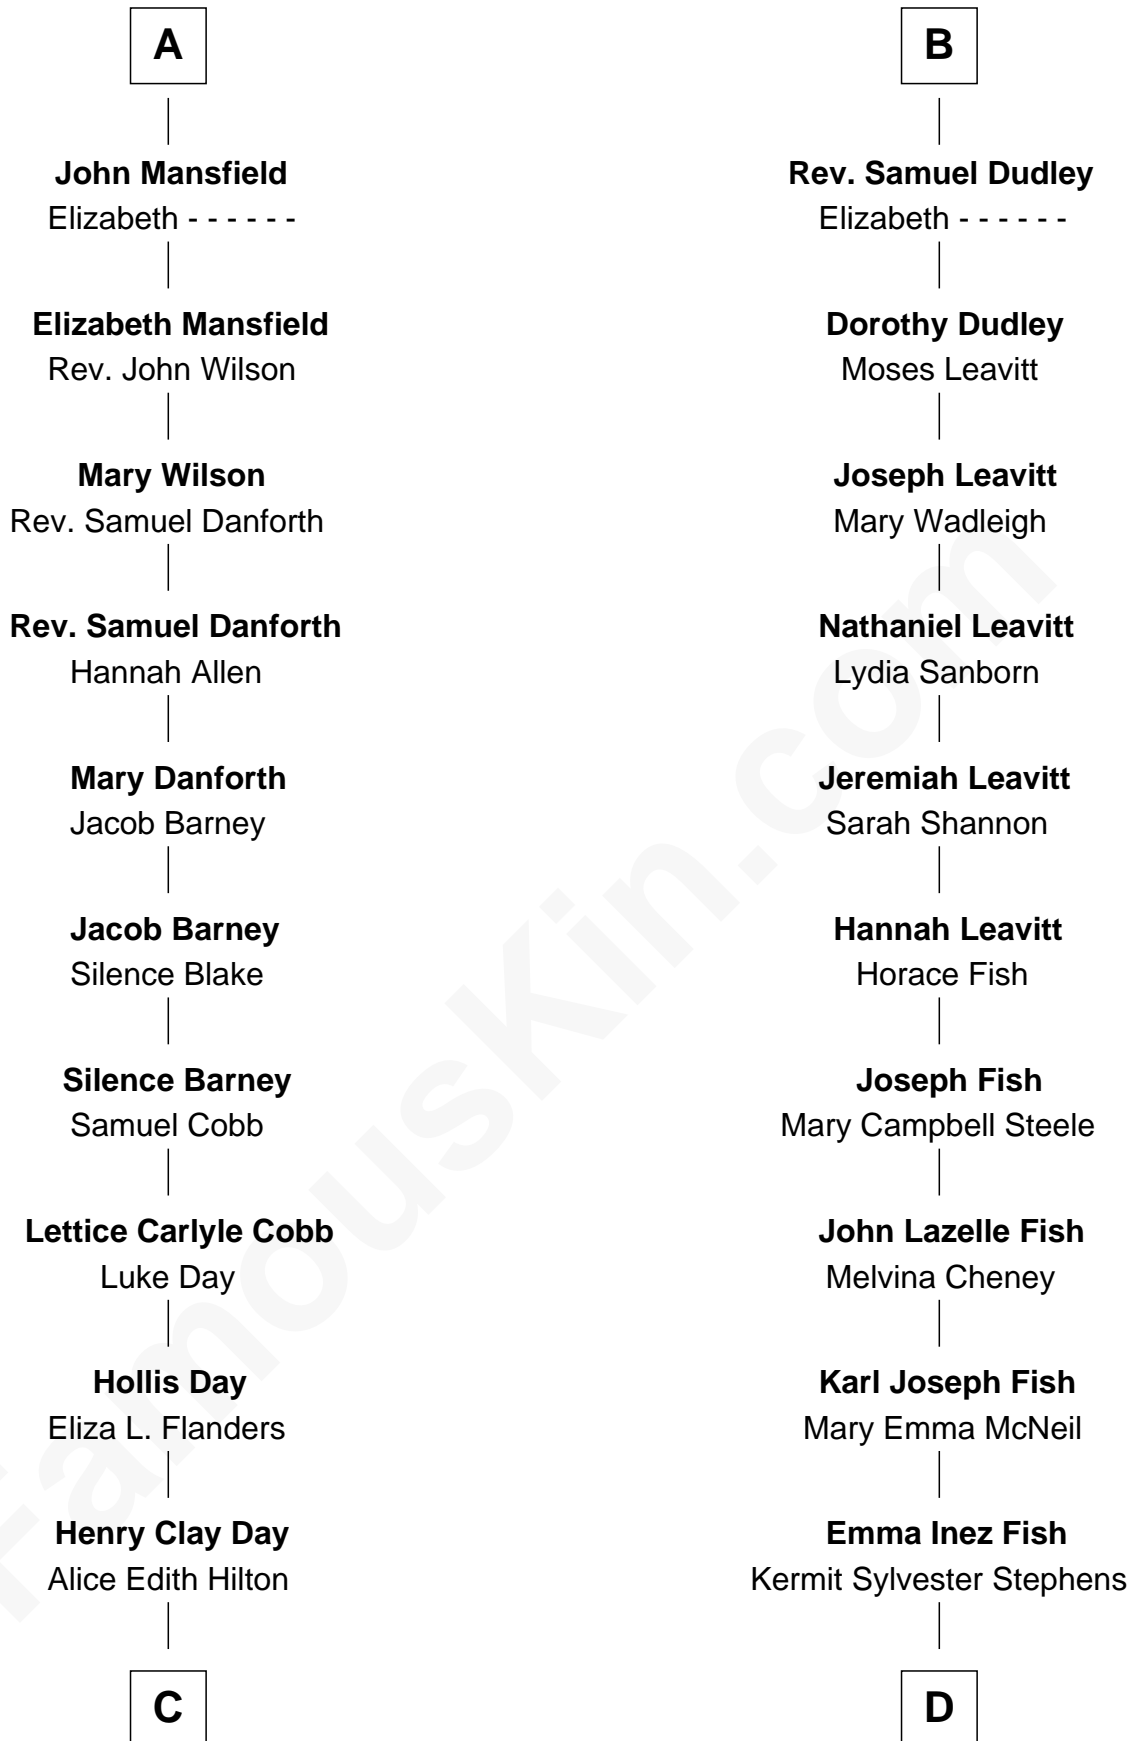 A
John Mansfield
Elizabeth - - - - - -
Elizabeth Mansfield
Rev. John Wilson
Mary Wilson
Rev. Samuel Danforth
Rev. Samuel Danforth
Hannah Allen
Mary Danforth
Jacob Barney
Jacob Barney
Silence Blake
Silence Barney
Samuel Cobb
Lettice Carlyle Cobb
Luke Day
Hollis Day
Eliza L. Flanders
Henry Clay Day
Alice Edith Hilton
C
B
Rev. Samuel Dudley
Elizabeth - - - - - -
Dorothy Dudley
Moses Leavitt
Joseph Leavitt
Mary Wadleigh
Nathaniel Leavitt
Lydia Sanborn
Jeremiah Leavitt
Sarah Shannon
Hannah Leavitt
Horace Fish
Joseph Fish
Mary Campbell Steele
John Lazelle Fish
Melvina Cheney
Karl Joseph Fish
Mary Emma McNeil
Emma Inez Fish
Kermit Sylvester Stephens
D
FamousKin.com